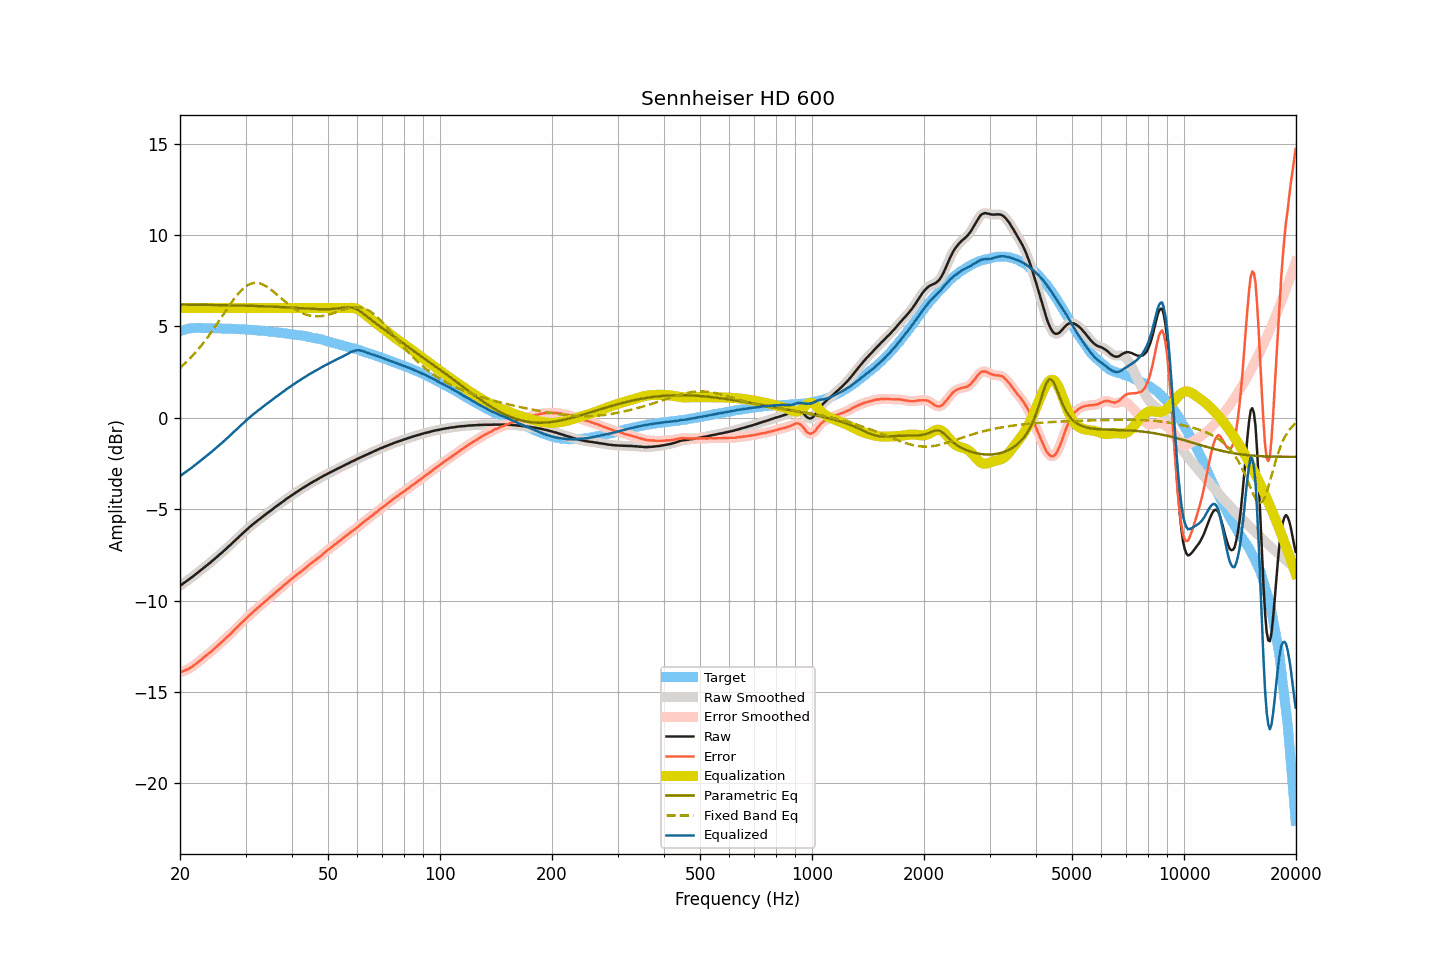 Sennheiser HD 600
15
10
5
0
−5
−10
−15
−20
Amplitude (dBr)
Target
Raw Smoothed
Error Smoothed
Raw
Error
Equalization
Parametric Eq
Fixed Band Eq
Equalized
20 50 100 200 500 1000 2000 5000 10000 20000
Frequency (Hz)